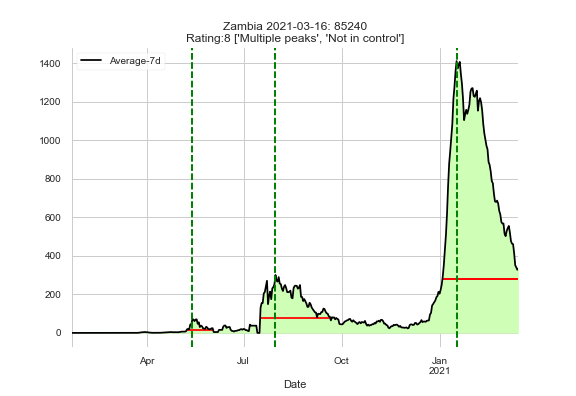 Zambia 2021-03-16: 85240
Rating:8 ['Multiple peaks', 'Not in control']
Average-7d
1400
1200
1000
800
600
400
200
0
Apr
Jul
Oct
Jan
2021
Date